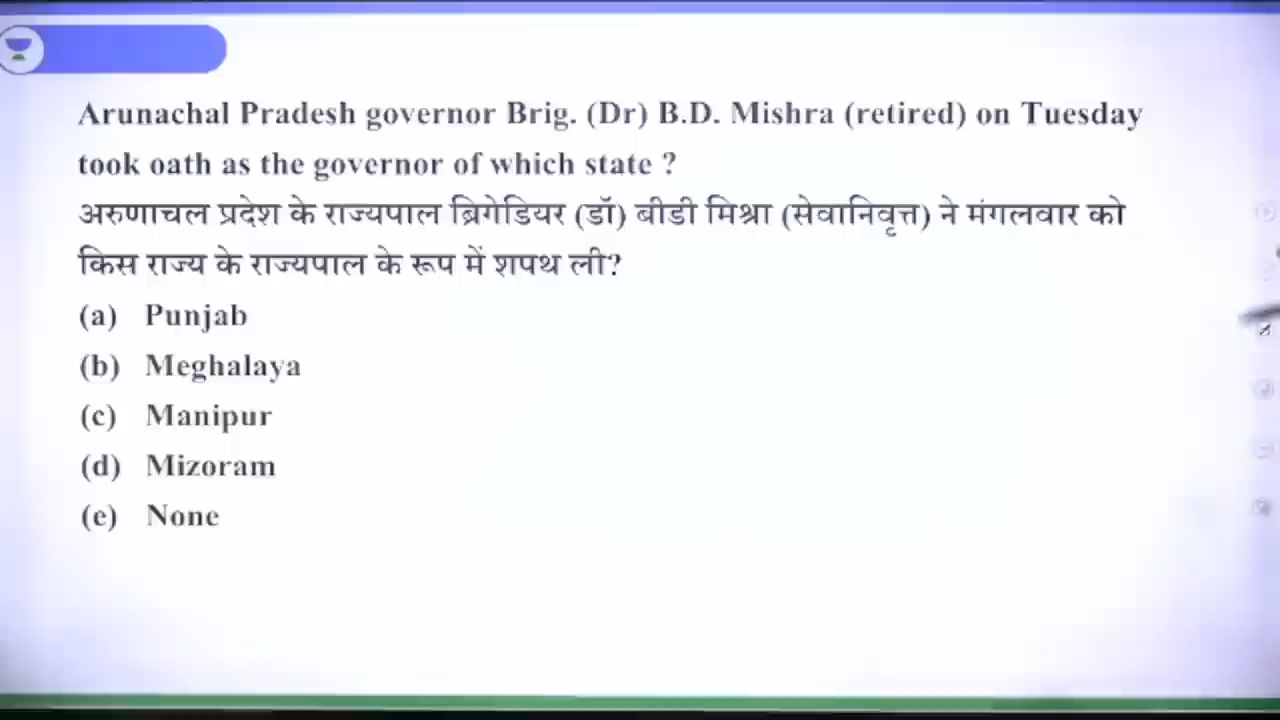 Arunachal Pradesh governor Brig. (Dr) B.D. Mishra (retired) on Tuesday
took oath as the governor of which state ?
अरुणाचल प्रदेश के राज्यपाल ब्रिगेडियर (डॉ) बीडी मिश्रा (सेवानिवृत्त) ने मंगलवार को
किस राज्य के राज्यपाल के रूप में शपथ ली?
(a) Punjab
(b) Meghalaya
(c) Manipur
(d) Mizoram
(e) None